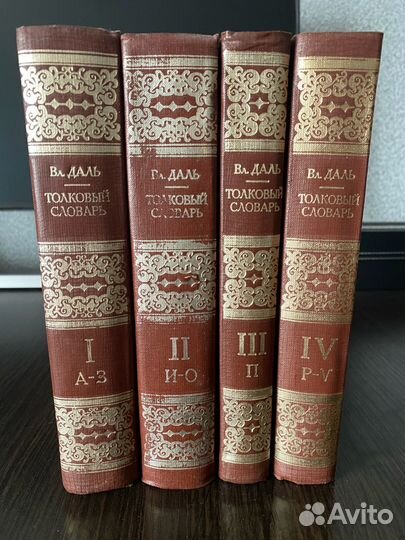 Вл. ДАЛЬ
ТОЛКОВЫЙ
СЛОВАРЬ
I
А-З
Вл. ДАЛЬ
ТОЛКОВЫЙ
СЛОВАРЬ
II
И-О
Вл. ДАЛЬ
ТОЛКОВЫЙ
СЛОВАРЬ
III
П
Вл. ДАЛЬ
ТОЛКОВЫЙ
СЛОВАРЬ
IV
Р-Ѵ
Avito